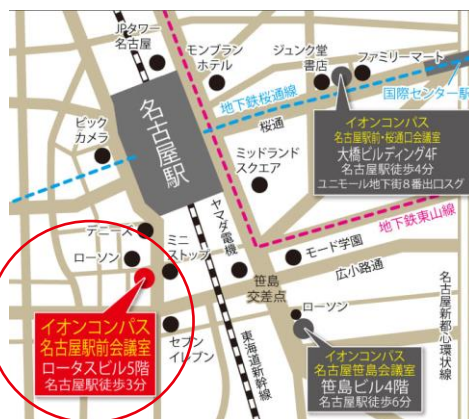 JPタワー
名古屋
モンブラン
ホテル
ジュンク堂
書店
ファミリーマート
地下鉄桜通線
国際センター駅
桜通
ビック
カメラ
名古屋駅
ミッドランド
スクエア
イオンコンパス
名古屋駅前・桜通口会議室
大橋ビルディング4F
名古屋駅徒歩4分
ユニモール地下街8番出口スグ
地下鉄東山線
デニーズ
ローソン
ミニ
ストップ
ヤマダ電機
モード学園
広小路通
笹島
交差点
ローソン
イオンコンパス
名古屋駅前会議室
ロータスビル5階
名古屋駅徒歩3分
セブン
イレブン
東海道新幹線
イオンコンパス
名古屋笹島会議室
笹島ビル4階
名古屋駅徒歩6分
名古屋新都心環状線